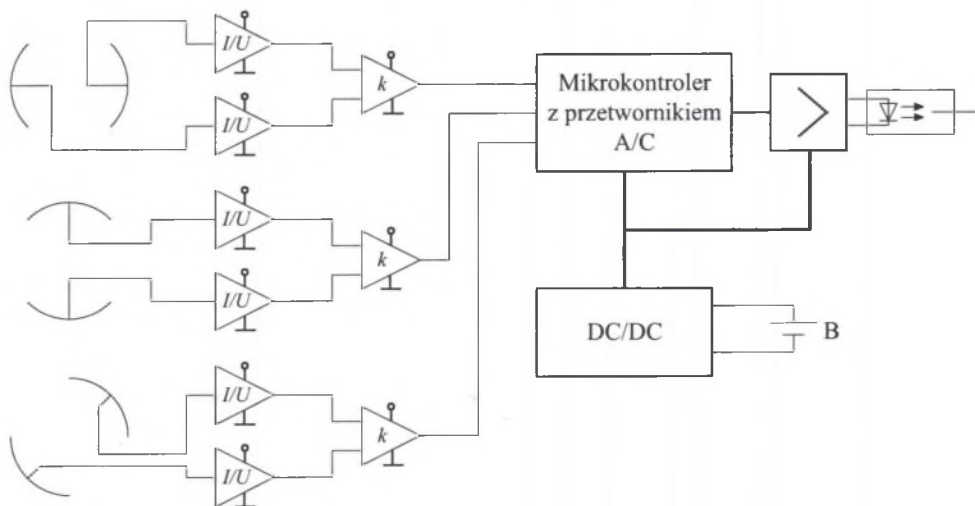 I/U
I/U
k
Mikrokontroler
z przetwornikiem
A/C
I/U
I/U
k
DC/DC
B
I/U
I/U
k